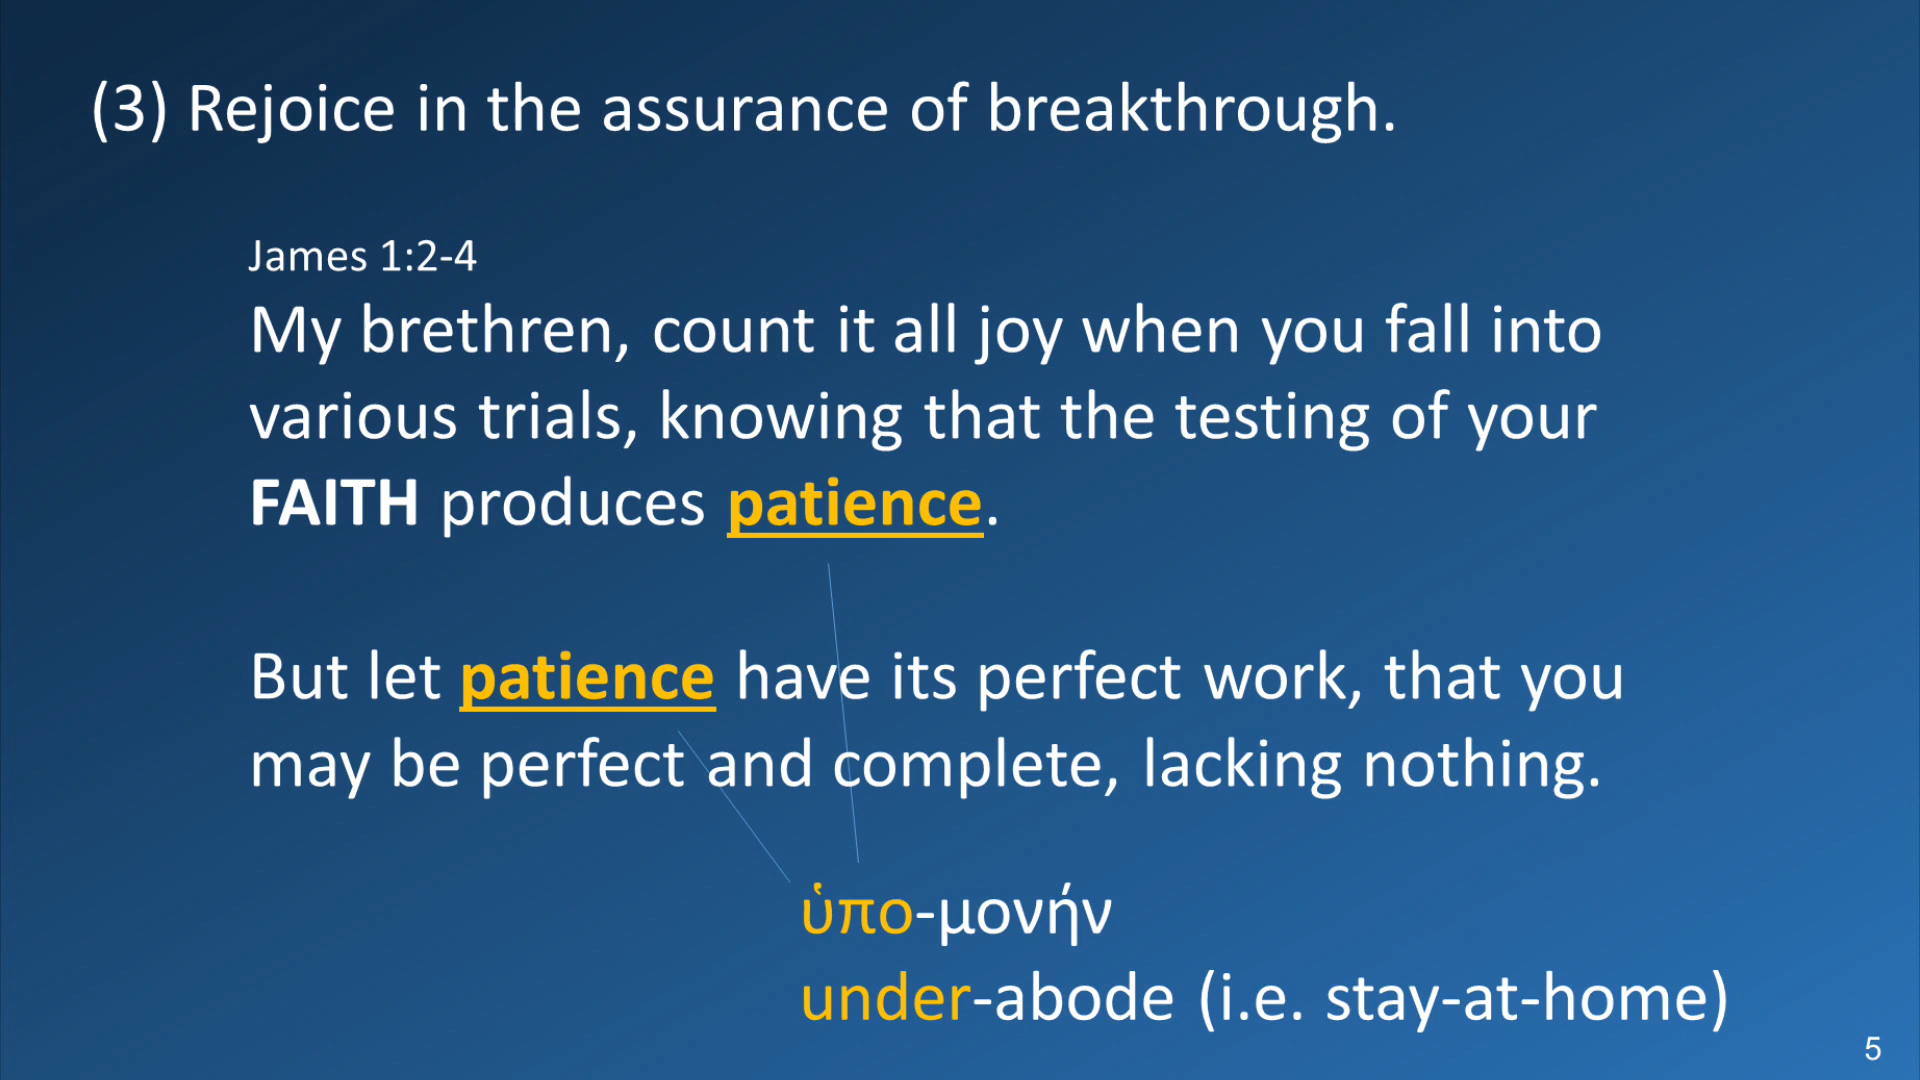 (3) Rejoice in the assurance of breakthrough.
James 1:2-4
My brethren, count it all joy when you fall into
various trials, knowing that the testing of your
FAITH produces patience.
But let patience have its perfect work, that you
may be perfect and complete, lacking nothing.
ὑπο-μονήν
under-abode (i.e. stay-at-home)
5